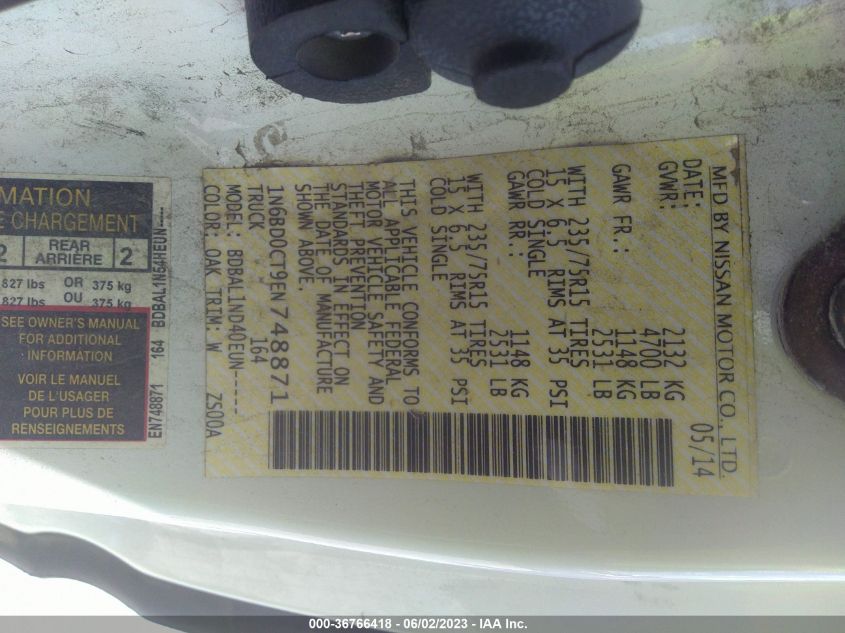 MFD BY NISSAN MOTOR CO., LTD.
DATE: 05/14
GVWR: 2132 KG
4700 LB
GAWR FR.: 1148 KG
2531 LB
WITH 235/75R15 TIRES
15 X 6.5 RIMS AT 35 PSI
COLD SINGLE
GAWR RR.: 1148 KG
2531 LB
WITH 235/75R15 TIRES
15 X 6.5 RIMS AT 35 PSI
COLD SINGLE
THIS VEHICLE CONFORMS TO
ALL APPLICABLE FEDERAL
MOTOR VEHICLE SAFETY AND
THEFT PREVENTION
STANDARDS IN EFFECT ON
THE DATE OF MANUFACTURE
SHOWN ABOVE.
1N6BD0CT9EN748871
TRUCK 164
MODEL: BDBAL1ND40EUN-----
COLOR: OAK TRIM: W ZS00A
MATION
E CHARGEMENT
2 REAR ARRIÈRE 2
827 lbs OR 375 kg
827 lbs OU 375 kg
SEE OWNER'S MANUAL
FOR ADDITIONAL
INFORMATION
VOIR LE MANUEL
DE L'USAGER
POUR PLUS DE
RENSEIGNEMENTS
EN748871 164
000-36766418 - 06/02/2023 - IAA Inc.